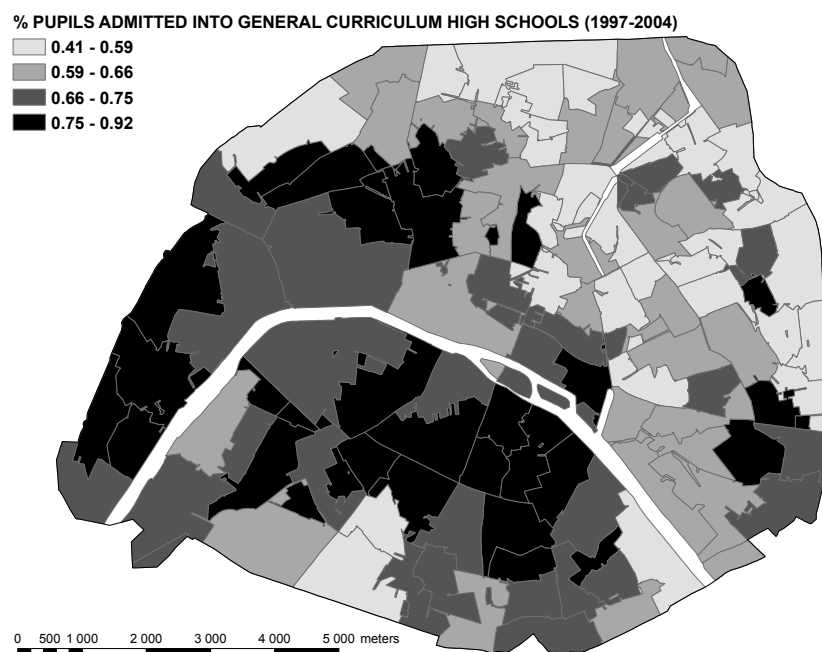 % PUPILS ADMITTED INTO GENERAL CURRICULUM HIGH SCHOOLS (1997-2004)
0.41 - 0.59
0.59 - 0.66
0.66 - 0.75
0.75 - 0.92
0 500 1 000 2 000 3 000 4 000 5 000 meters